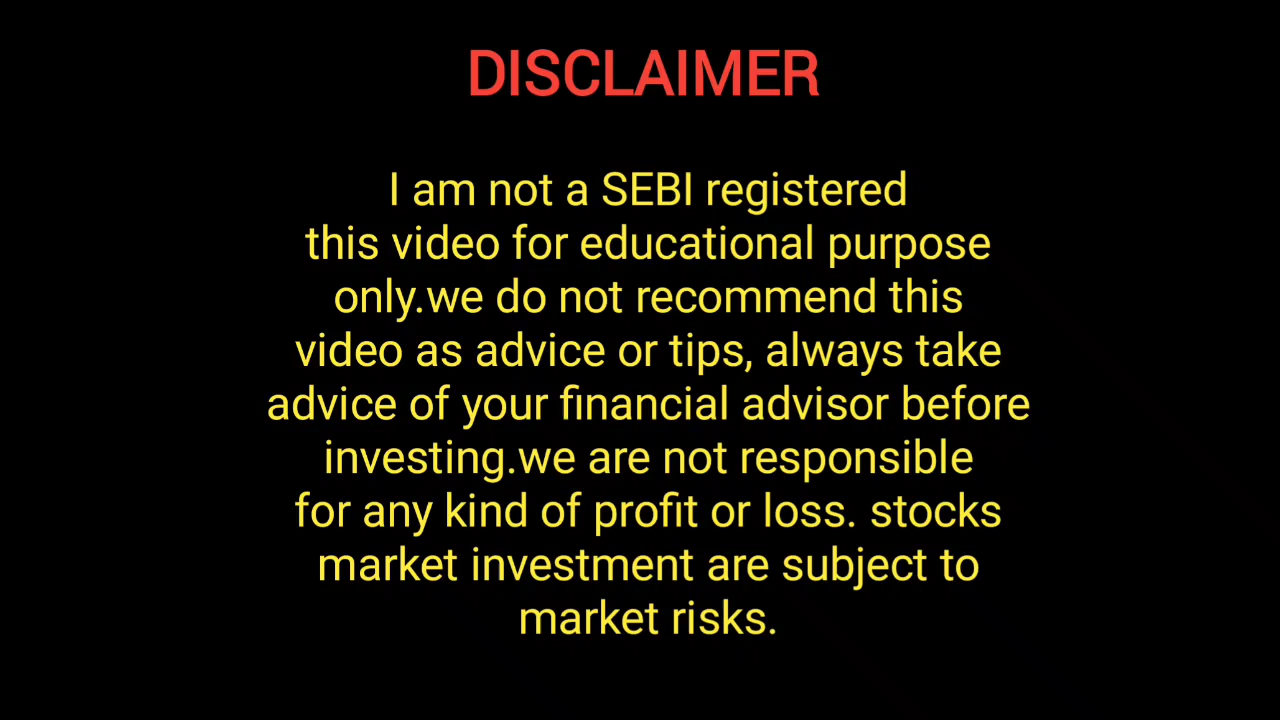 DISCLAIMER
I am not a SEBI registered
this video for educational purpose
only.we do not recommend this
video as advice or tips, always take
advice of your financial advisor before
investing.we are not responsible
for any kind of profit or loss. stocks
market investment are subject to
market risks.